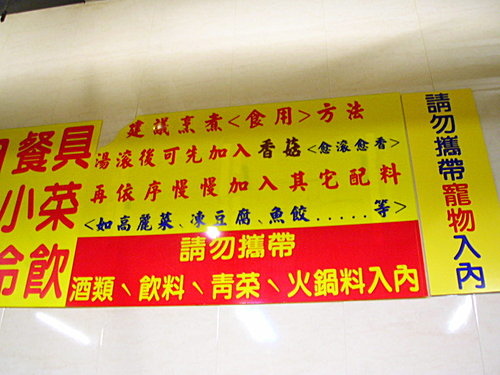 餐具
小菜
冷飲
建議烹煮<食用>方法
湯滾後可先加入香菇<愈滾愈香>
再依序慢慢加入其它配料
<如高麗菜、凍豆腐、魚餃.....等>
請勿攜帶
酒類、飲料、青菜、火鍋料入內
請勿攜帶寵物入內